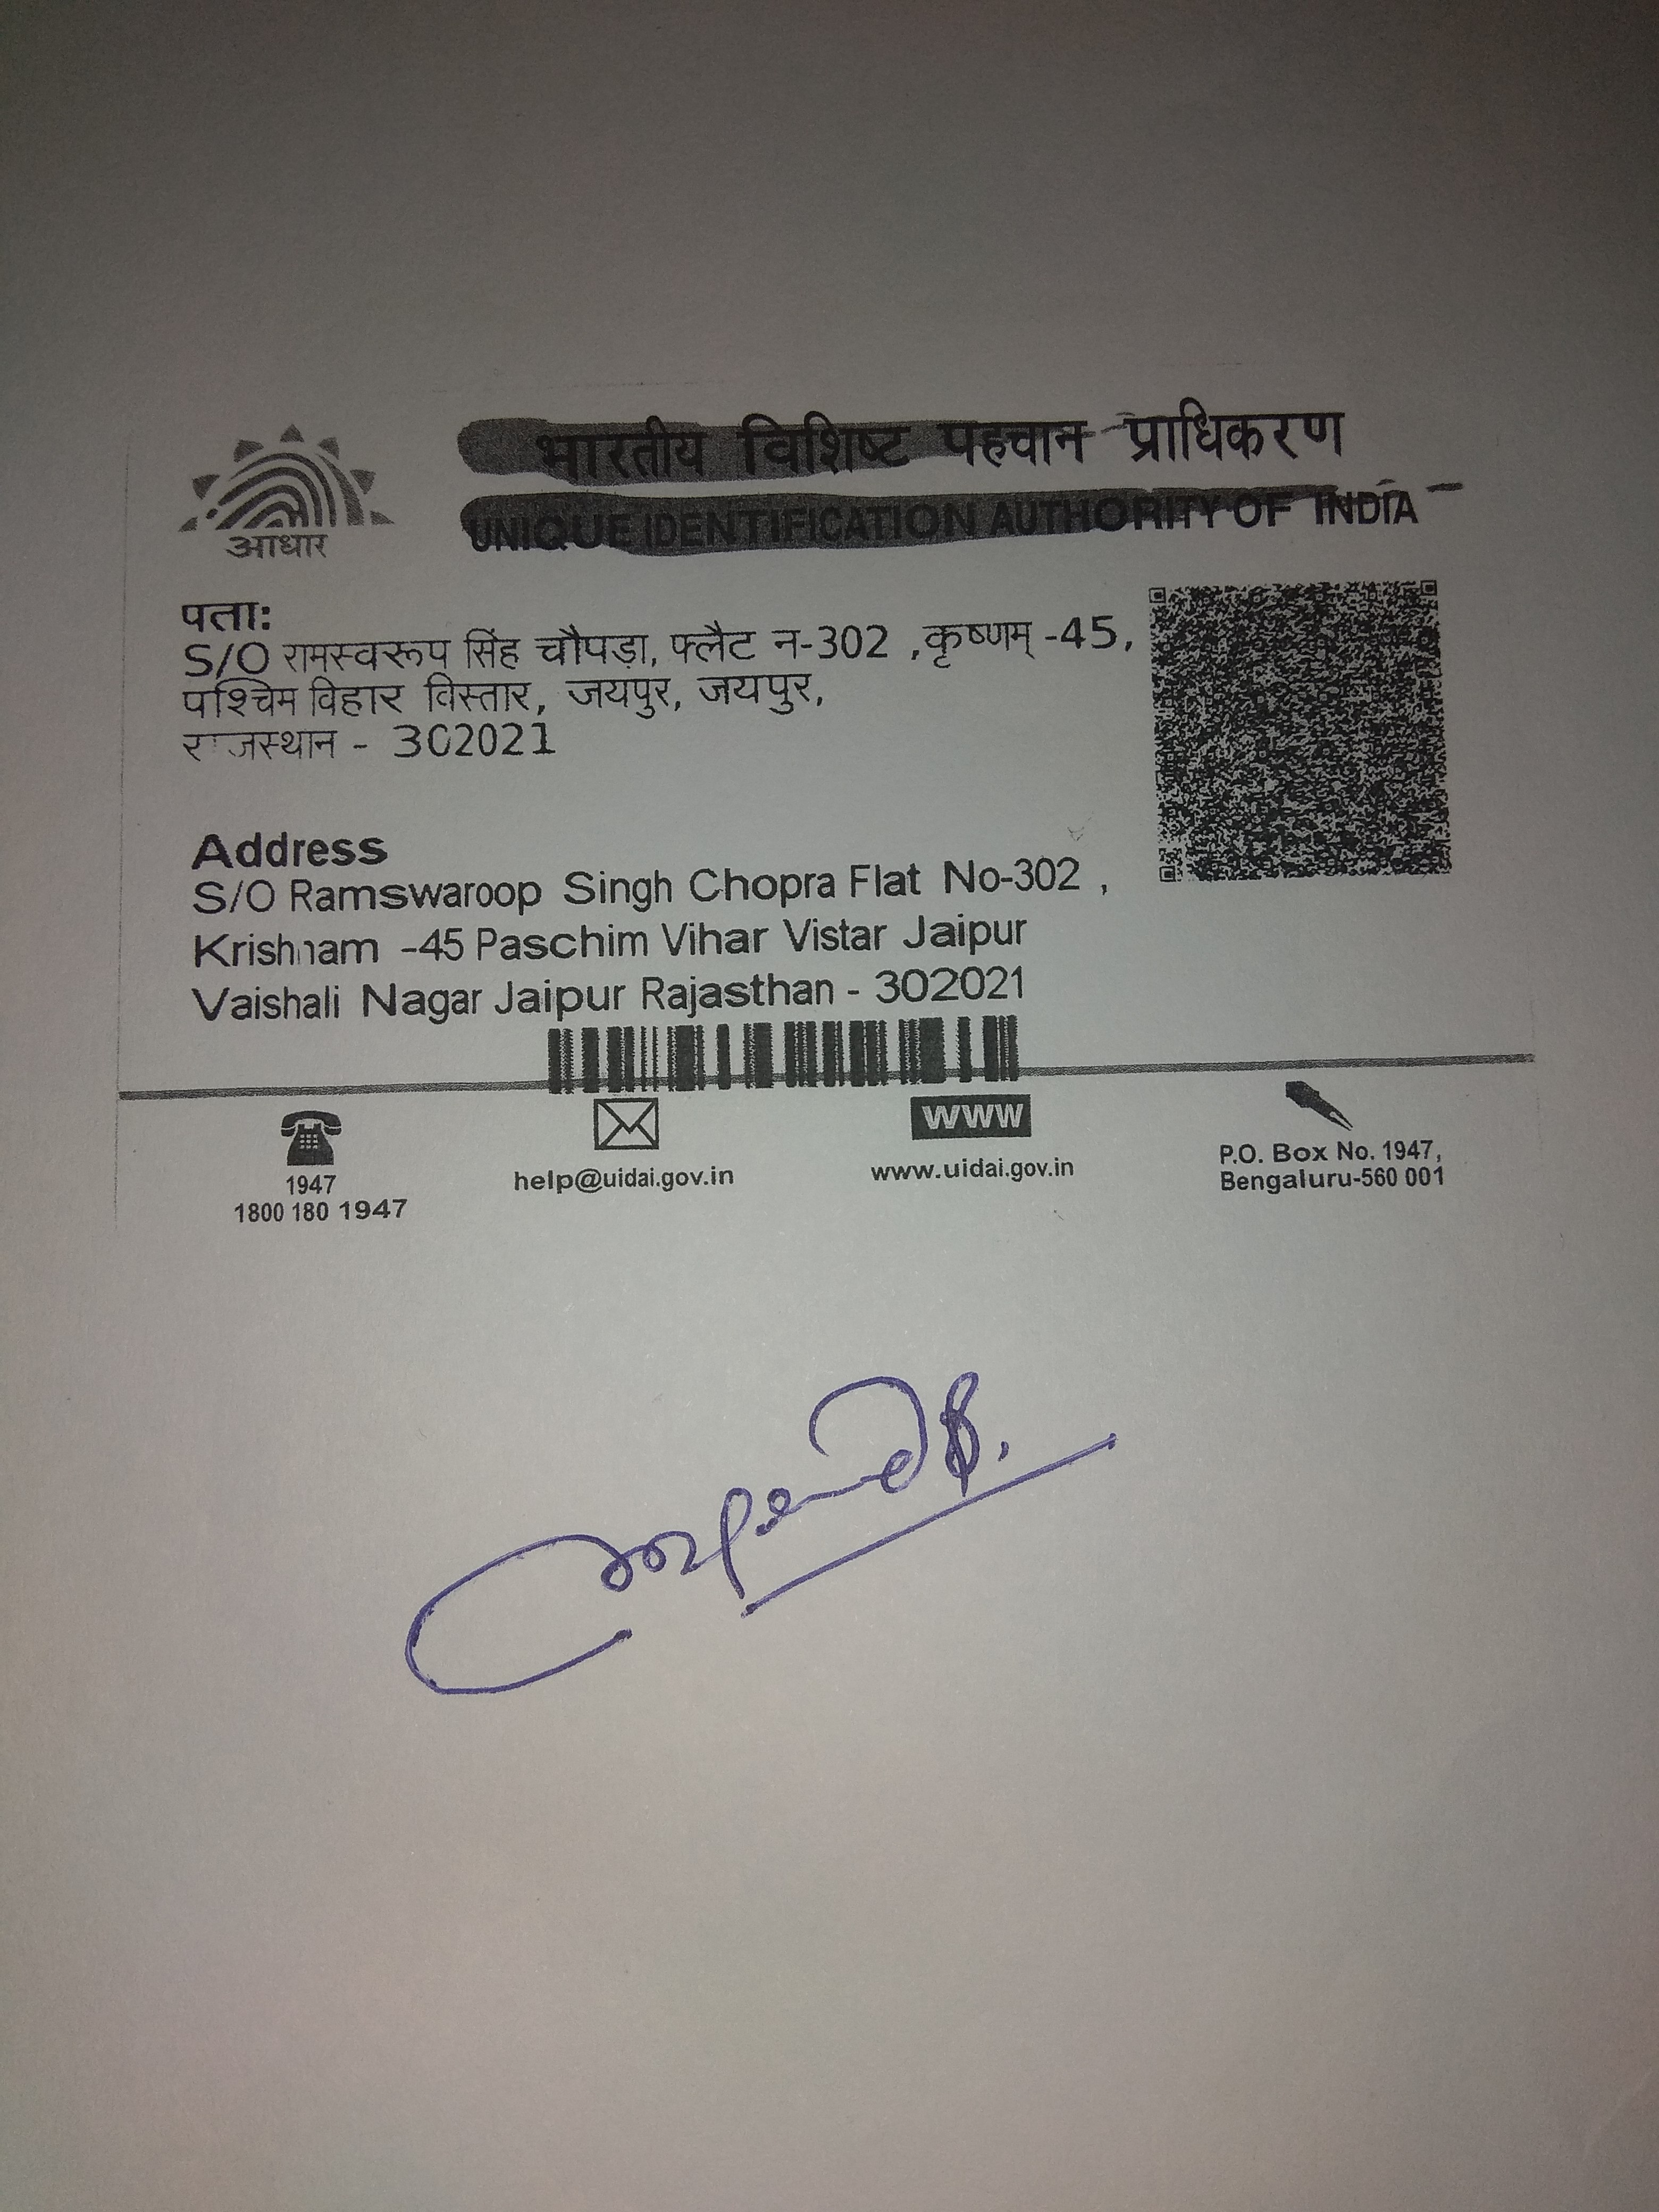 भारतीय विशिष्ट पहचान प्राधिकरण
UNIQUE IDENTIFICATION AUTHORITY OF INDIA
आधार
पता:
S/O रामस्वरूप सिंह चौपड़ा, फ्लैट न-302 ,कृष्णम् -45,
पश्चिम विहार विस्तार, जयपुर, जयपुर,
राजस्थान - 302021
Address
S/O Ramswaroop Singh Chopra Flat No-302 ,
Krishnam -45 Paschim Vihar Vistar Jaipur
Vaishali Nagar Jaipur Rajasthan - 302021
1947
1800 180 1947
help@uidai.gov.in
WWW
www.uidai.gov.in
P.O. Box No. 1947,
Bengaluru-560 001